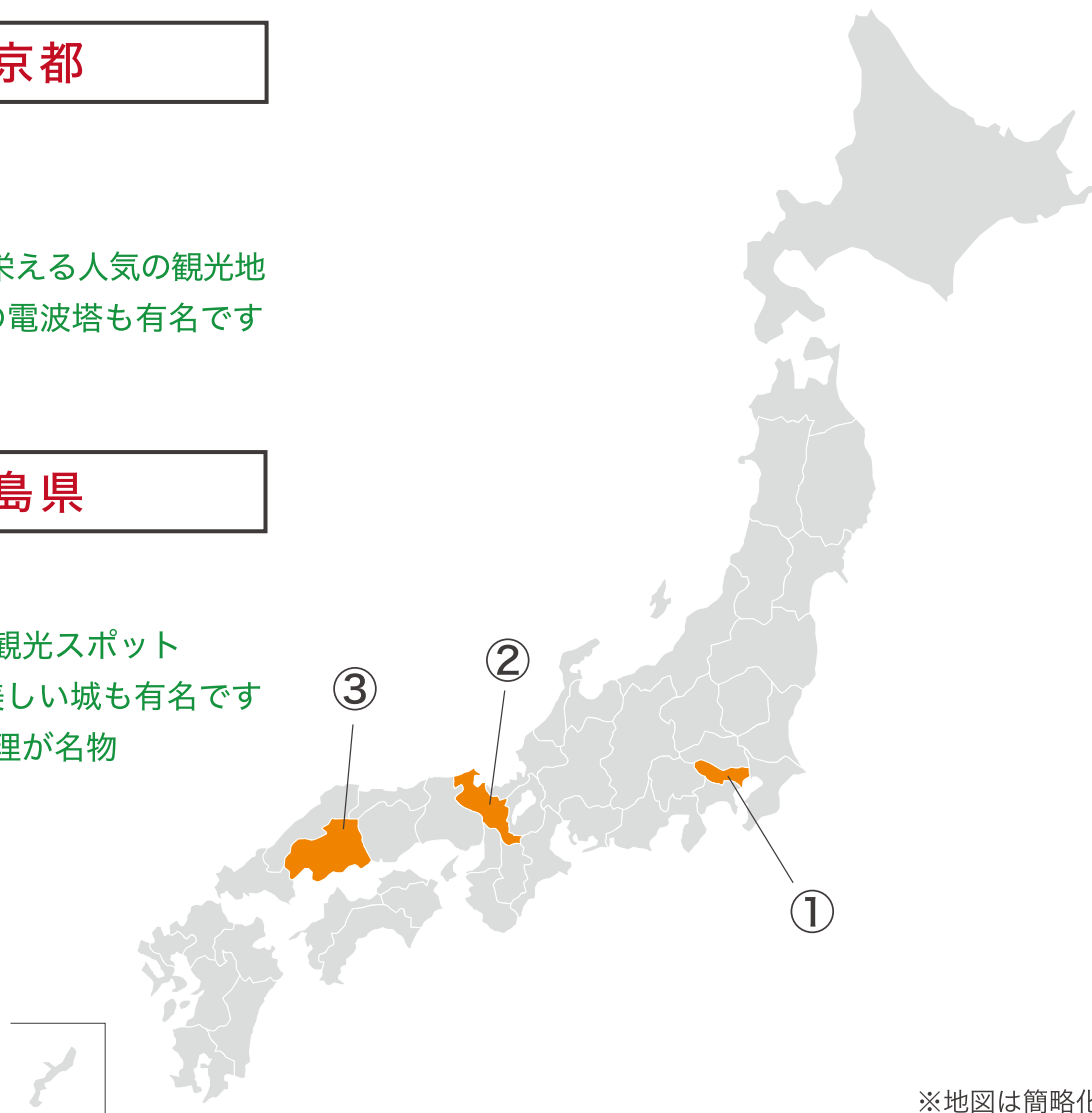 京都
栄える人気の観光地
の電波塔も有名です
島県
観光スポット
美しい城も有名です
理が名物
③
②
①
※地図は簡略化